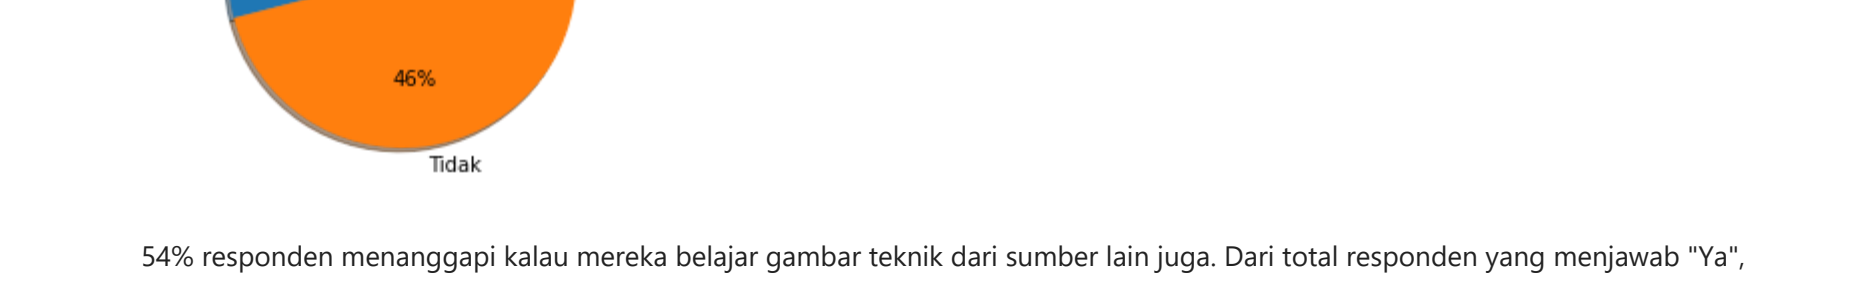 46%
Tidak
54% responden menanggapi kalau mereka belajar gambar teknik dari sumber lain juga. Dari total responden yang menjawab "Ya",